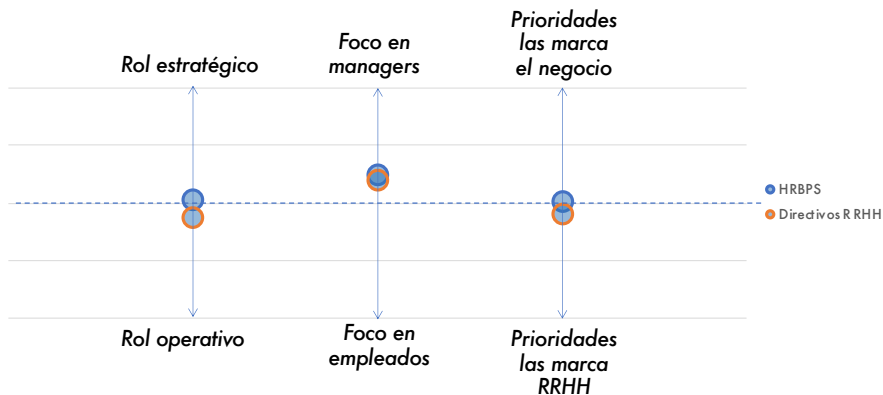 Rol estratégico
Foco en
managers
Prioridades
las marca
el negocio
HRBPS
Directivos RRHH
Rol operativo
Foco en
empleados
Prioridades
las marca
RRHH